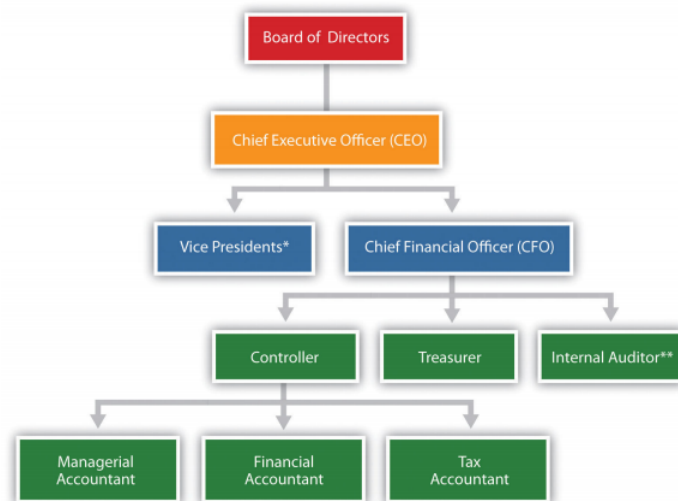 Board of Directors
Chief Executive Officer (CEO)
Vice Presidents*
Chief Financial Officer (CFO)
Controller
Treasurer
Internal Auditor**
Managerial
Accountant
Financial
Accountant
Tax
Accountant